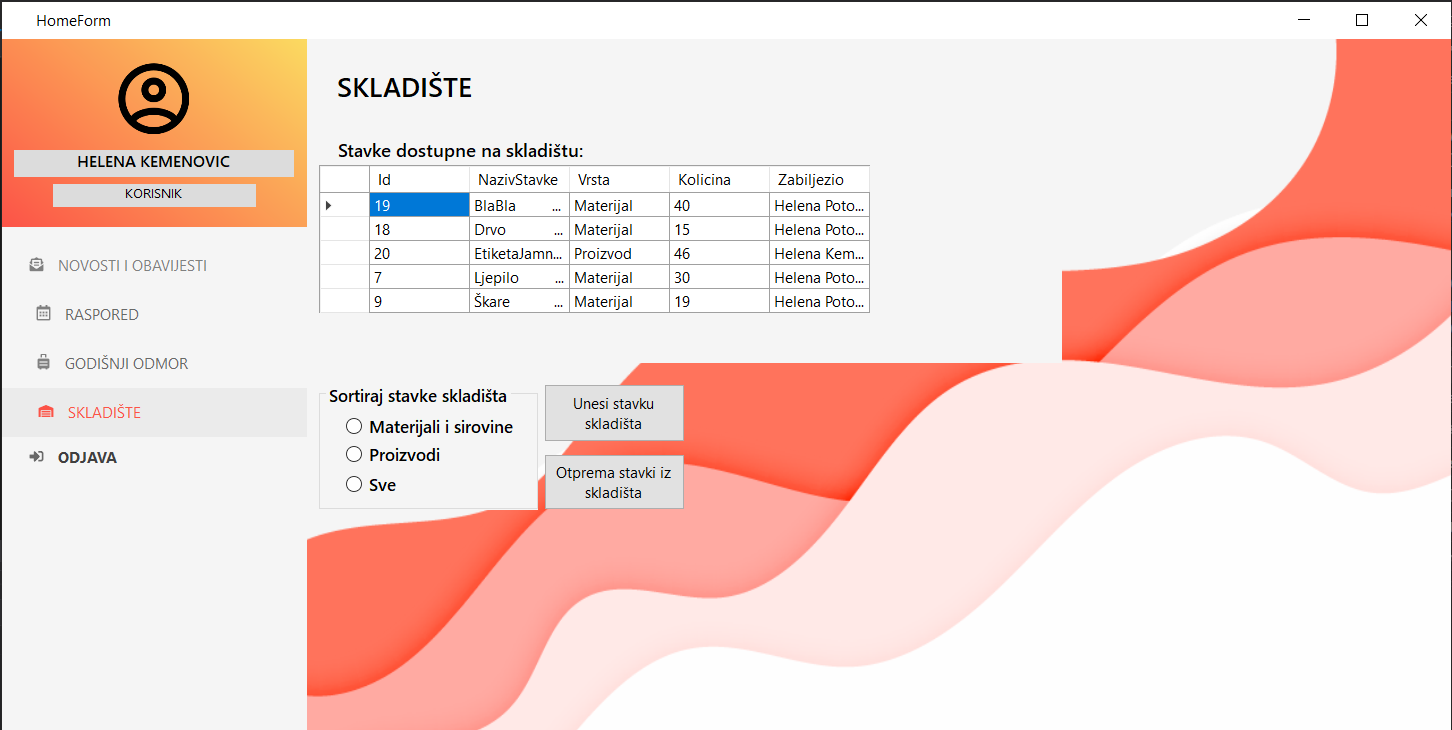 HomeForm
HELENA KEMENOVIC
KORISNIK
NOVOSTI I OBAVIJESTI
RASPORED
GODIŠNJI ODMOR
SKLADIŠTE
ODJAVA
SKLADIŠTE
Stavke dostupne na skladištu:
Id NazivStavke Vrsta Kolicina Zabiljezio
19 BlaBla ... Materijal 40 Helena Poto...
18 Drvo ... Materijal 15 Helena Poto...
20 EtiketaJamn... Proizvod 46 Helena Kem...
7 Ljepilo ... Materijal 30 Helena Poto...
9 Škare ... Materijal 19 Helena Poto...
Sortiraj stavke skladišta
Materijali i sirovine
Proizvodi
Sve
Unesi stavku
skladišta
Otprema stavki iz
skladišta